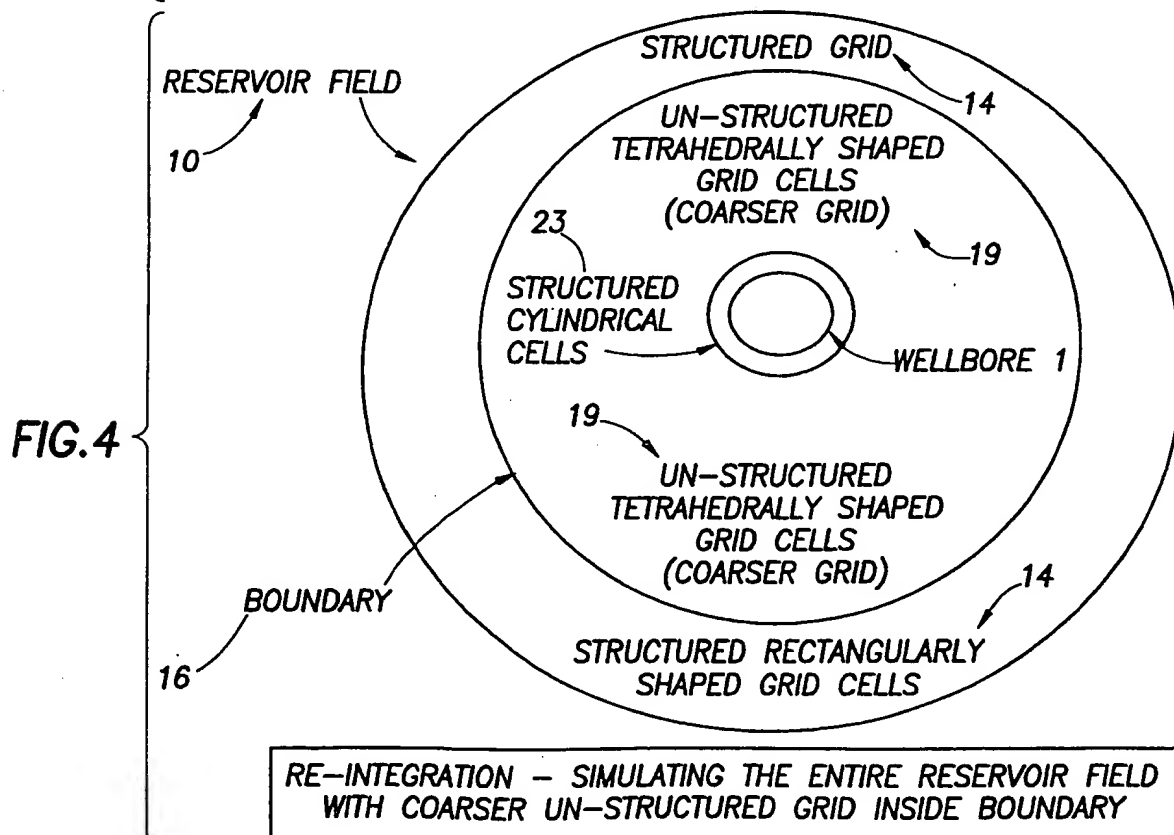 STRUCTURED GRID
RESERVOIR FIELD
14
10
UN-STRUCTURED
TETRAHEDRALLY SHAPED
GRID CELLS
(COARSER GRID)
23
19
STRUCTURED
CYLINDRICAL
CELLS
WELLBORE 1
FIG.4
19
UN-STRUCTURED
TETRAHEDRALLY SHAPED
GRID CELLS
(COARSER GRID)
BOUNDARY
14
16
STRUCTURED RECTANGULARLY
SHAPED GRID CELLS
RE-INTEGRATION - SIMULATING THE ENTIRE RESERVOIR FIELD
WITH COARSER UN-STRUCTURED GRID INSIDE BOUNDARY